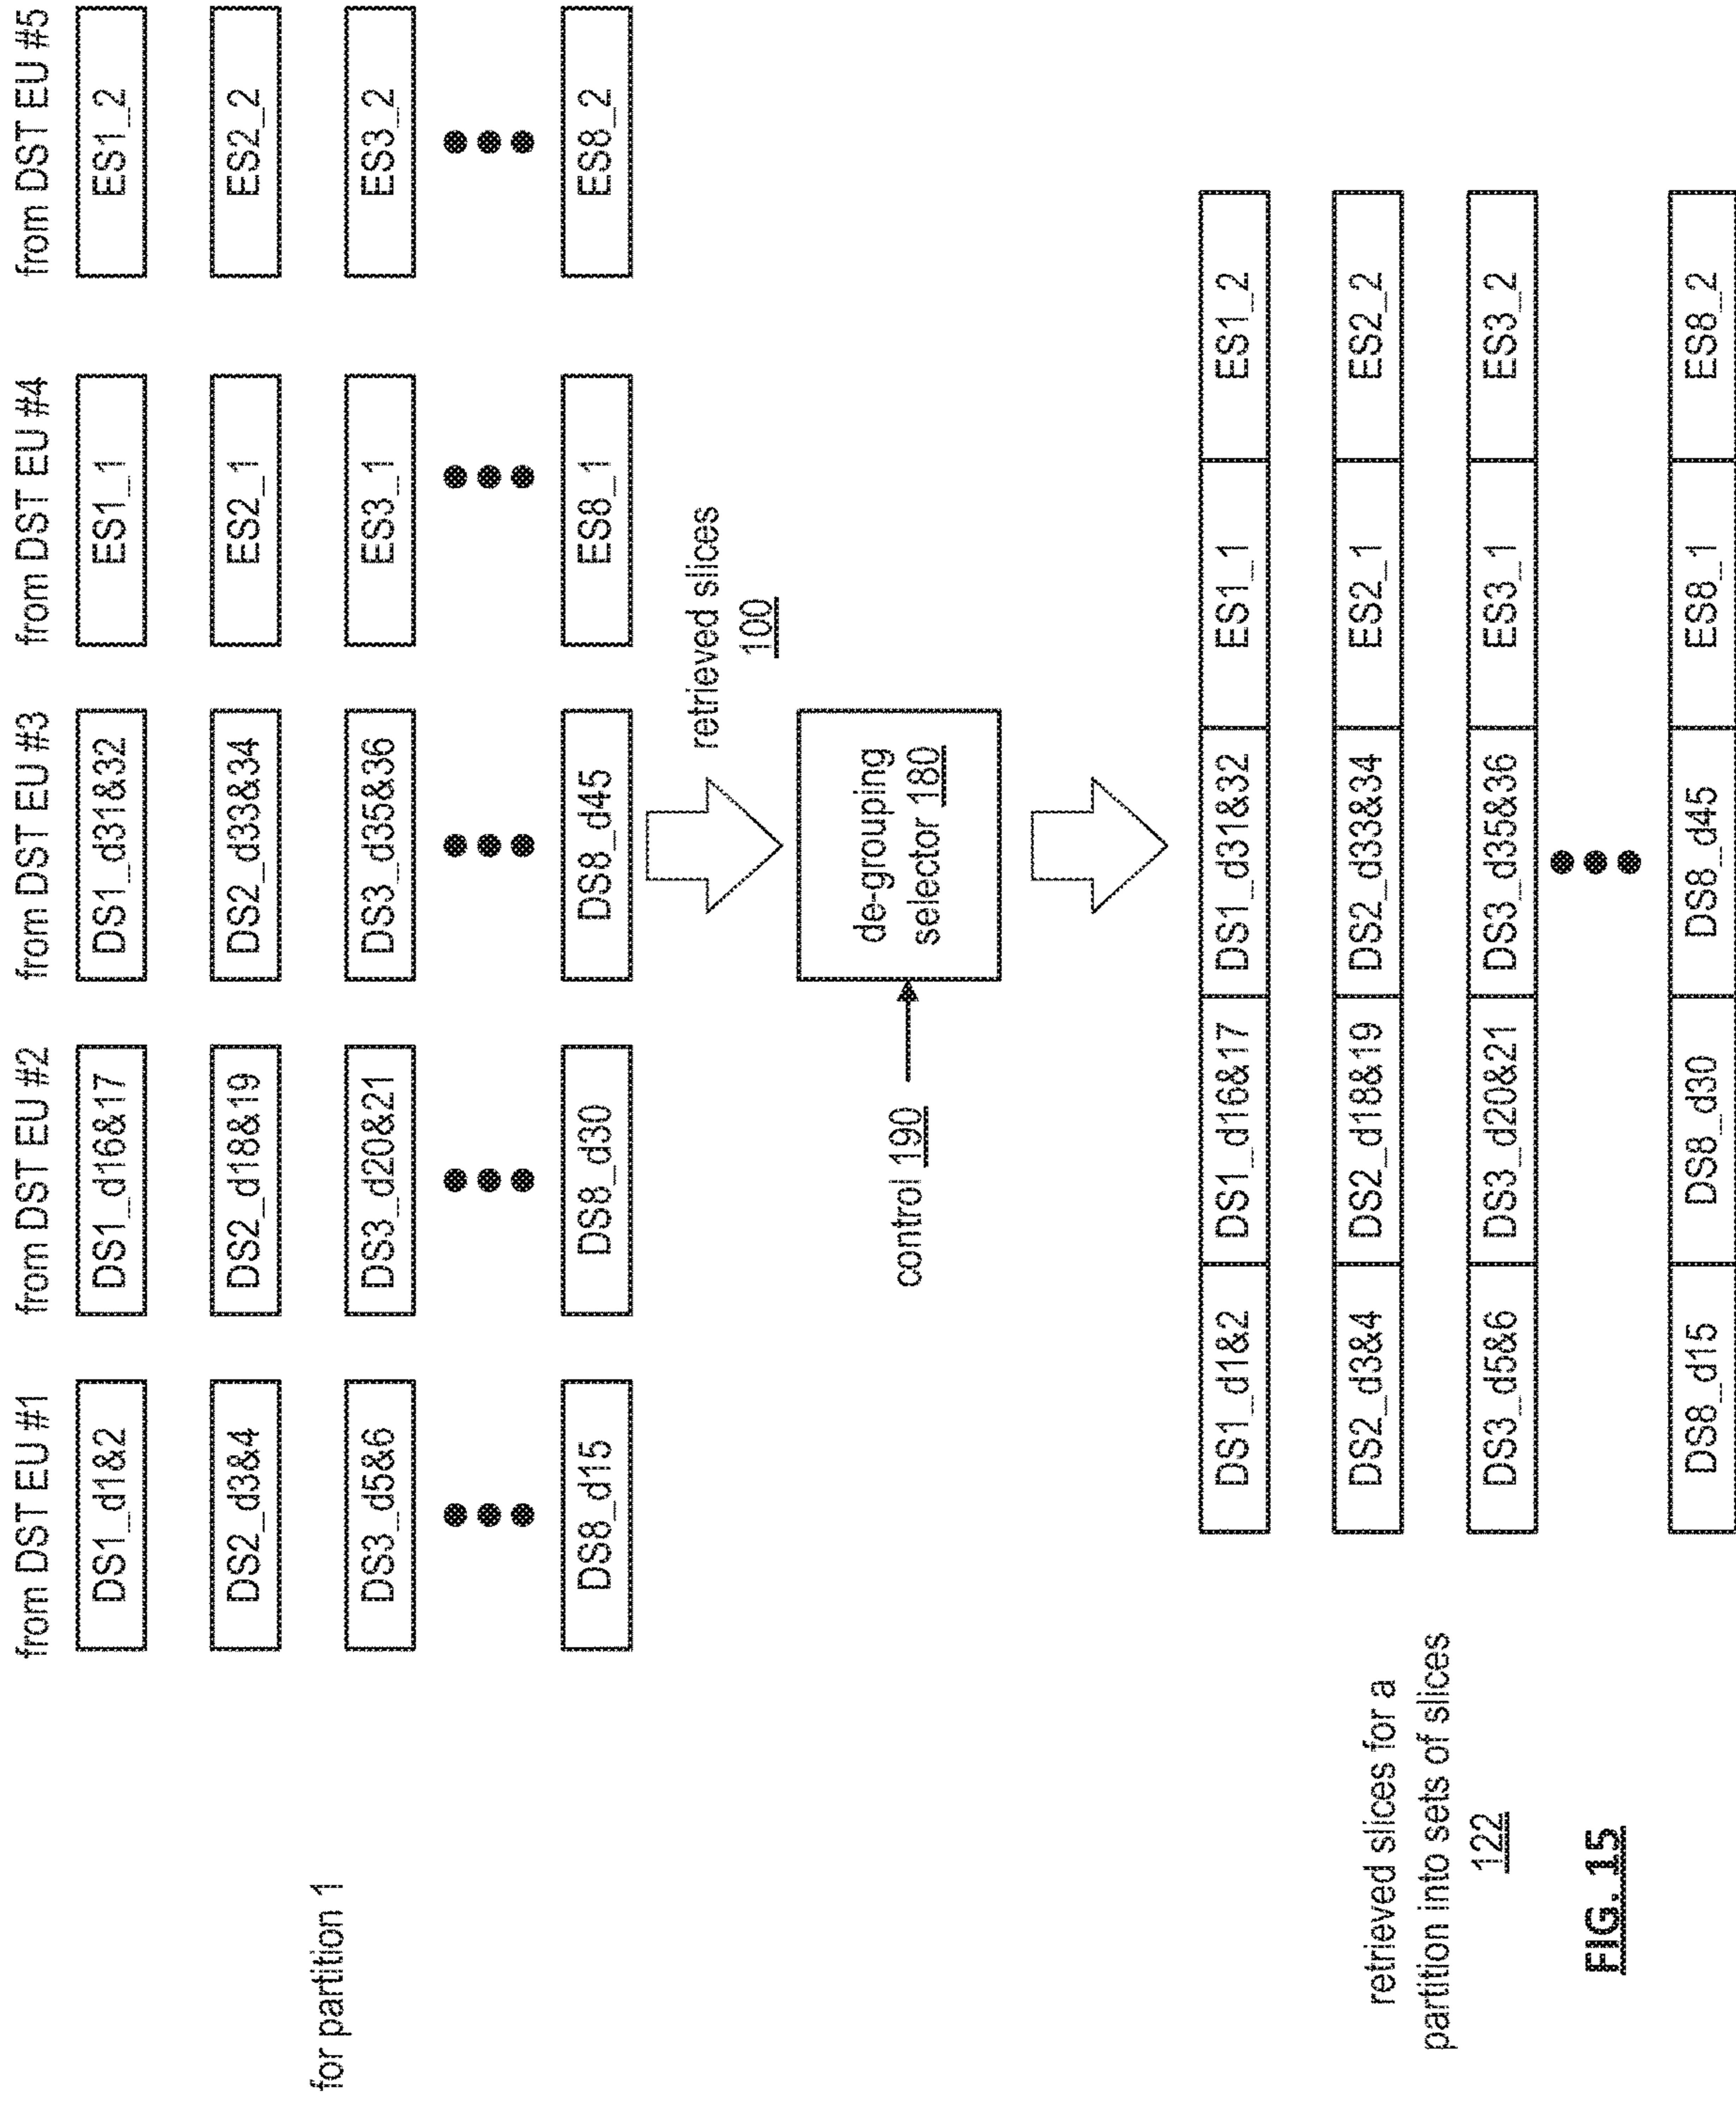 from DST EU #1 from DST EU #2 from DST EU #3 from DST EU #4 from DST EU #5
DS1_d1&2 DS1_d16&17 DS1_d31&32 ES1_1 ES1_2
DS2_d3&4 DS2_d18&19 DS2_d33&34 ES2_1 ES2_2
for partition 1
DS3_d5&6 DS3_d20&21 DS3_d35&36 ES3_1 ES3_2
DS8_d15 DS8_d30 DS8_d45 ES8_1 ES8_2
retrieved slices
100
control 190
de-grouping
selector 180
DS1_d1&2 DS1_d16&17 DS1_d31&32 ES1_1 ES1_2
DS2_d3&4 DS2_d18&19 DS2_d33&34 ES2_1 ES2_2
DS3_d5&6 DS3_d20&21 DS3_d35&36 ES3_1 ES3_2
DS8_d15 DS8_d30 DS8_d45 ES8_1 ES8_2
retrieved slices for a
partition into sets of slices
122
FIG. 15